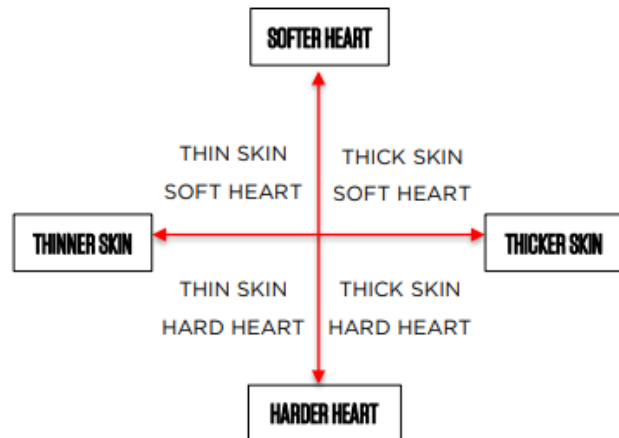 SOFTER HEART
THIN SKIN
SOFT HEART
THICK SKIN
SOFT HEART
THINNER SKIN
THICKER SKIN
THIN SKIN
HARD HEART
THICK SKIN
HARD HEART
HARDER HEART